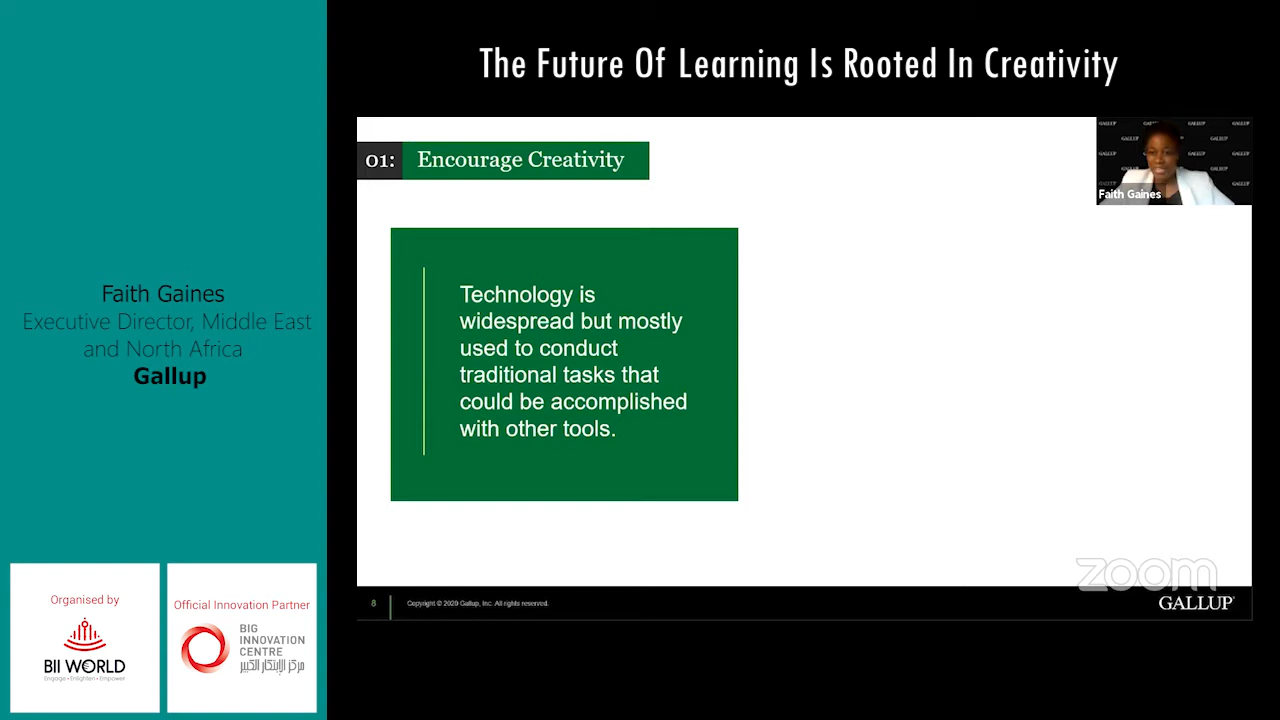 The Future Of Learning Is Rooted In Creativity
01: Encourage Creativity
GALLUP
Faith Gaines
Technology is
widespread but mostly
used to conduct
traditional tasks that
could be accomplished
with other tools.
Faith Gaines
Executive Director, Middle East
and North Africa
Gallup
zoom
8
Copyright © 2020 Gallup, Inc. All rights reserved.
GALLUP
Organised by
BII WORLD
Engage • Enlighten • Empower
Official Innovation Partner
BIG
INNOVATION
CENTRE
مركز الابتكار الكبير